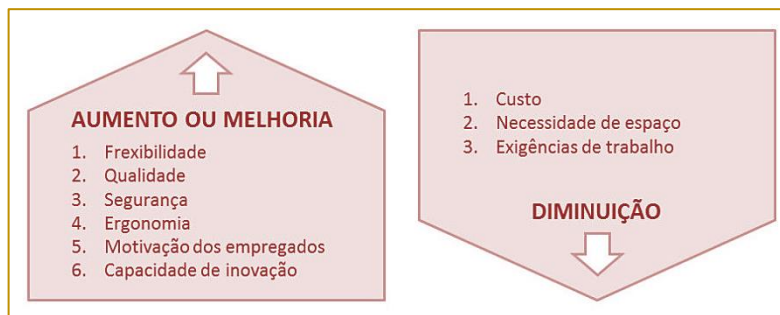 AUMENTO OU MELHORIA
1. Frexibilidade
2. Qualidade
3. Segurança
4. Ergonomia
5. Motivação dos empregados
6. Capacidade de inovação
1. Custo
2. Necessidade de espaço
3. Exigências de trabalho
DIMINUIÇÃO